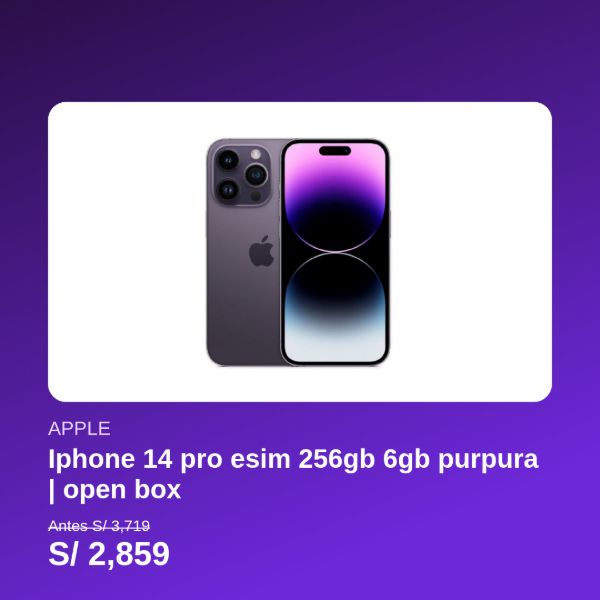 APPLE
Iphone 14 pro esim 256gb 6gb purpura
| open box
Antes S/ 3,719
S/ 2,859